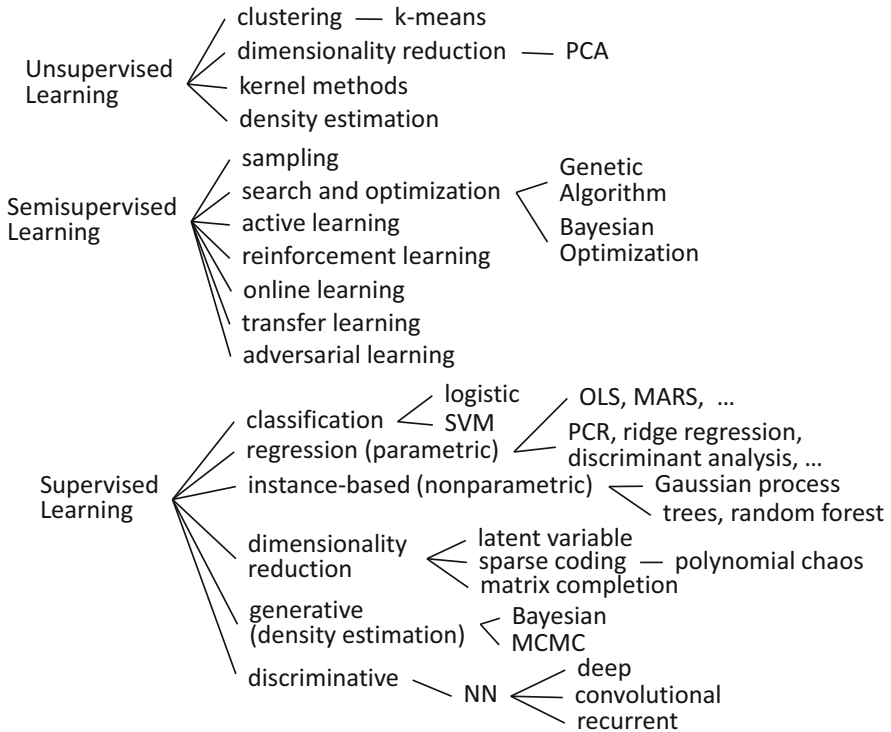 clustering
k-means
dimensionality reduction
PCA
Unsupervised
Learning
kernel methods
density estimation
sampling
search and optimization
Genetic
Algorithm
Bayesian
Optimization
Semisupervised
Learning
active learning
reinforcement learning
online learning
transfer learning
adversarial learning
Supervised
Learning
classification
logistic
SVM
regression (parametric)
OLS, MARS, ...
PCR, ridge regression,
discriminant analysis, ...
instance-based (nonparametric)
Gaussian process
trees, random forest
dimensionality
reduction
latent variable
sparse coding
polynomial chaos
matrix completion
generative
(density estimation)
Bayesian
MCMC
discriminative
NN
deep
convolutional
recurrent